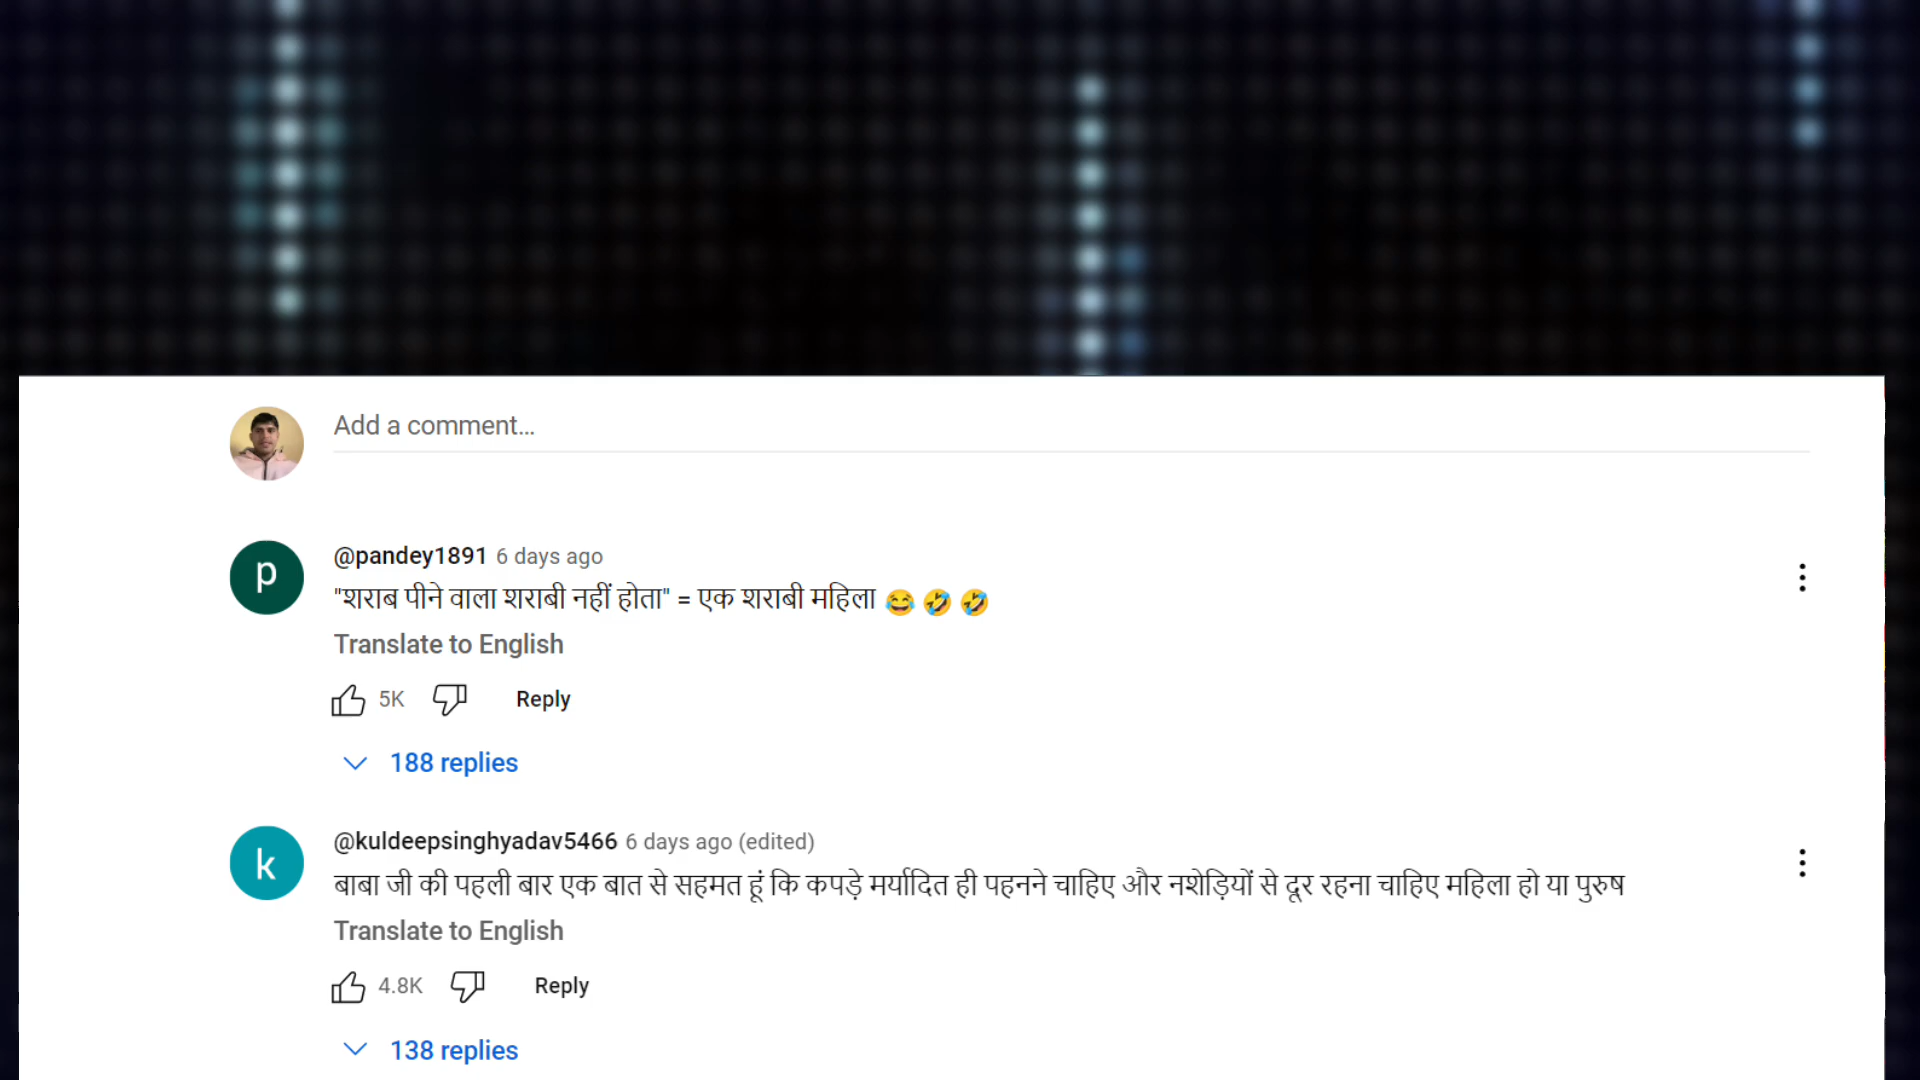 Add a comment...
p
@pandey1891 6 days ago
"शराब पीने वाला शराबी नहीं होता" = एक शराबी महिला 😂 🤣 🤣
Translate to English
5K Reply
188 replies
k
@kuldeepsinghyadav5466 6 days ago (edited)
बाबा जी की पहली बार एक बात से सहमत हूं कि कपड़े मर्यादित ही पहनने चाहिए और नशेड़ियों से दूर रहना चाहिए महिला हो या पुरुष
Translate to English
4.8K Reply
138 replies